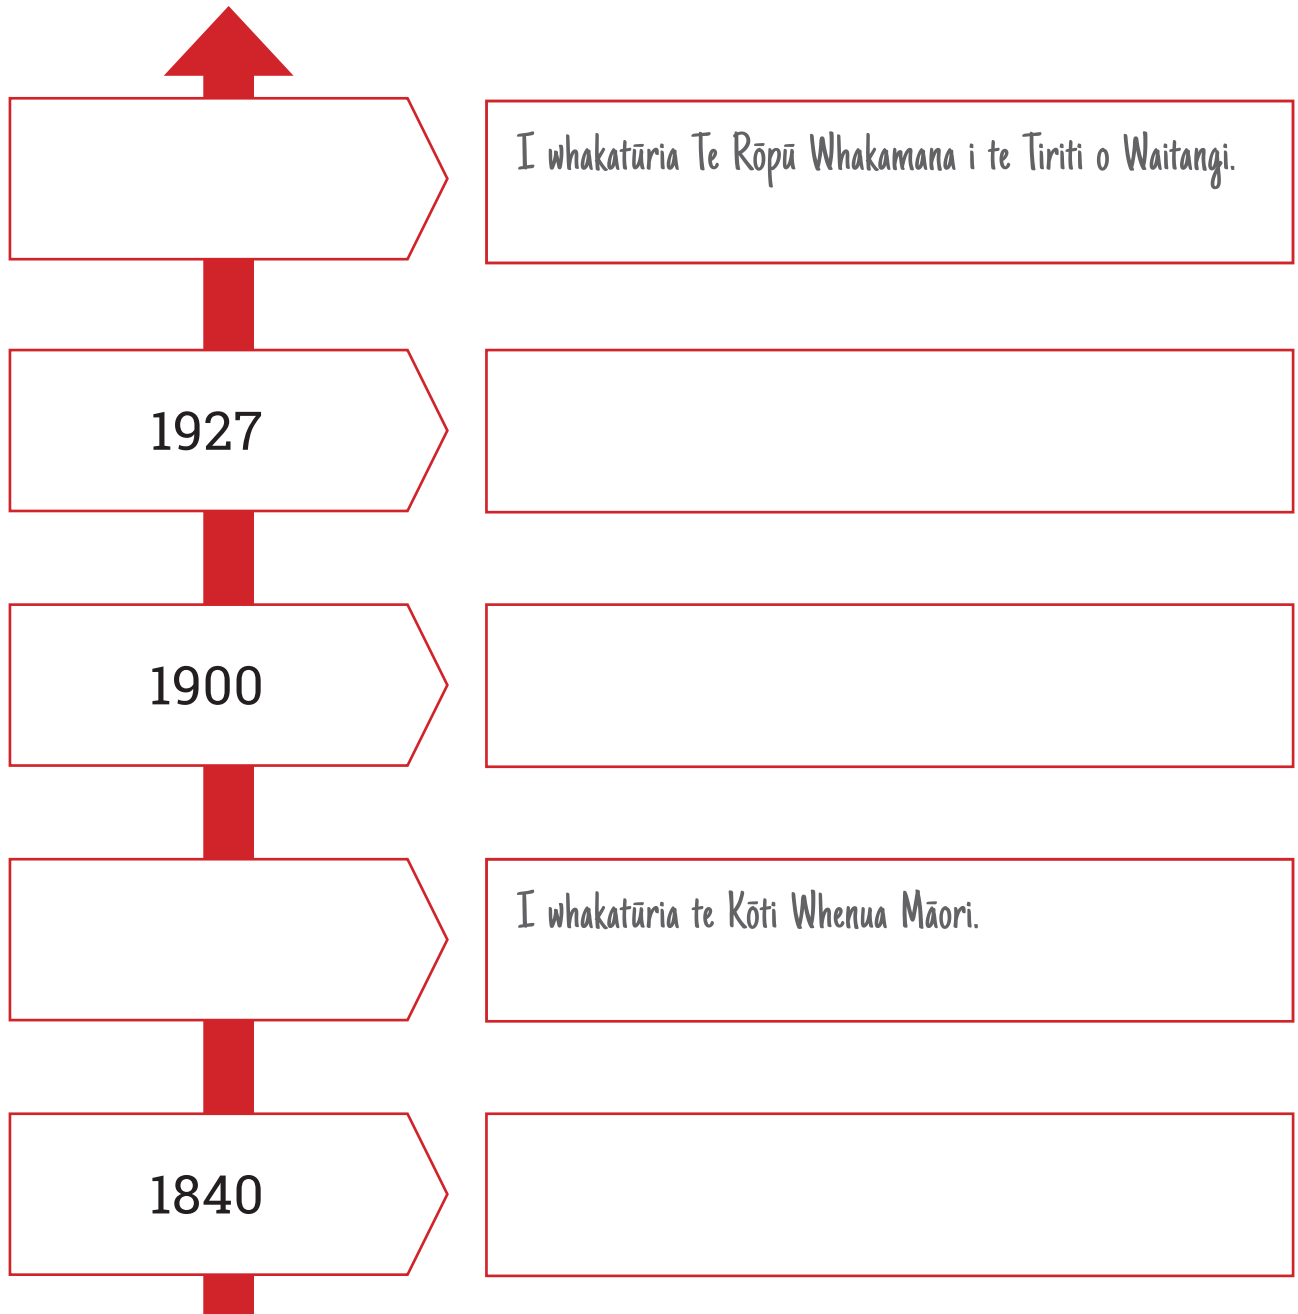 I whakatūria Te Rōpū Whakamana i te Tiriti o Waitangi.
1927
1900
I whakatūria te Kōti Whenua Māori.
1840